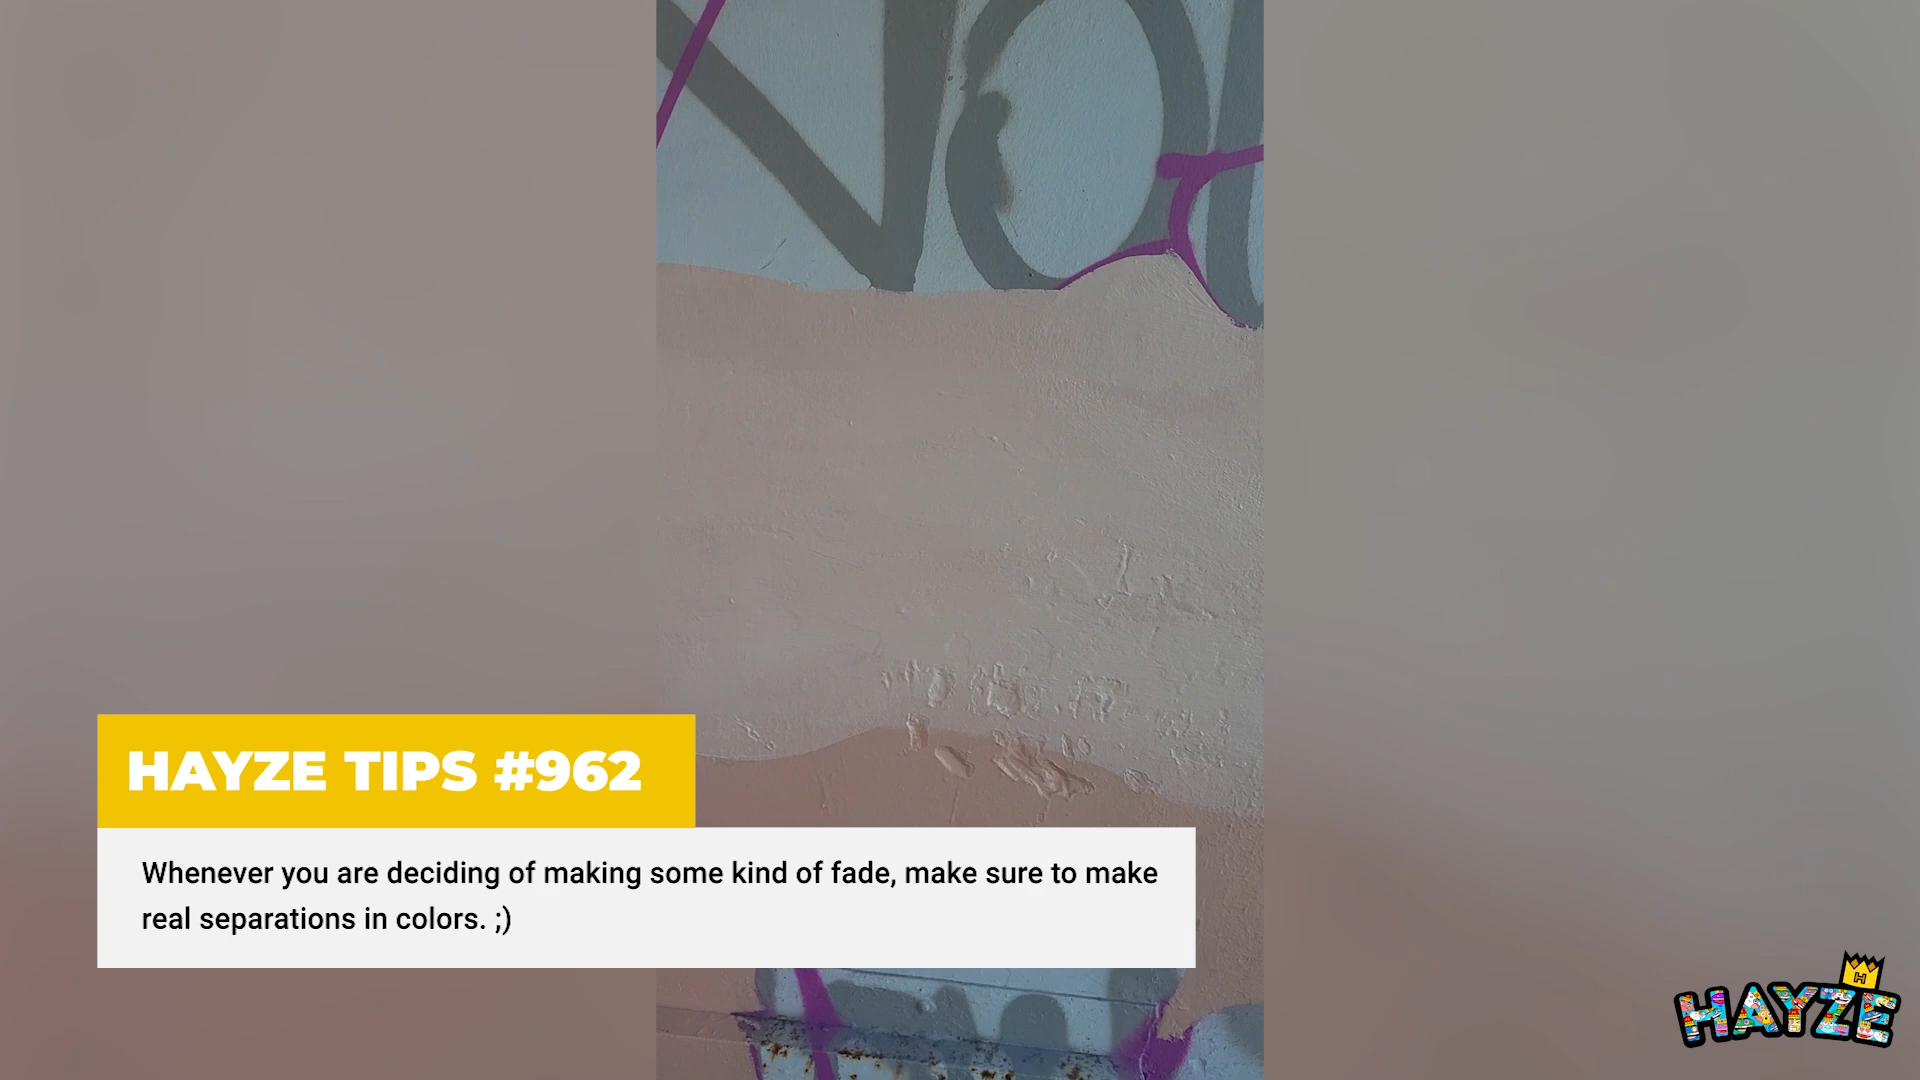 NO
HAYZE TIPS #962
Whenever you are deciding of making some kind of fade, make sure to make
real separations in colors. ;)
H
HAYZE